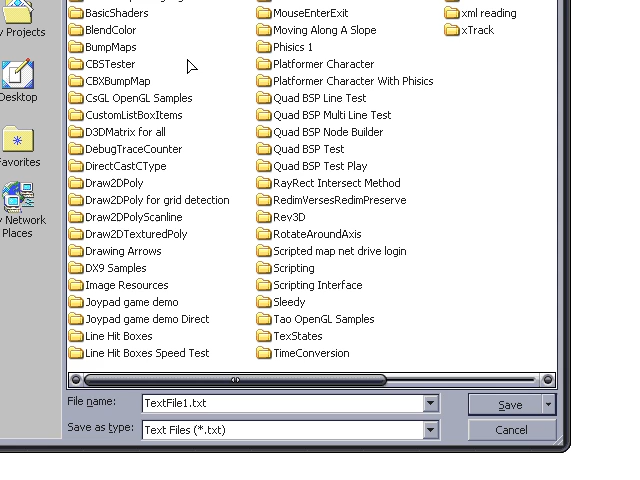 y Projects
Desktop
Favorites
y Network
Places
BasicShaders
BlendColor
BumpMaps
CBSTester
CBXBumpMap
CsGL OpenGL Samples
CustomListBoxItems
D3DMatrix for all
DebugTraceCounter
DirectCastCType
Draw2DPoly
Draw2DPoly for grid detection
Draw2DPolyScanline
Draw2DTexturedPoly
Drawing Arrows
DX9 Samples
Image Resources
Joypad game demo
Joypad game demo Direct
Line Hit Boxes
Line Hit Boxes Speed Test
MouseEnterExit
Moving Along A Slope
Phisics 1
Platformer Character
Platformer Character With Phisics
Quad BSP Line Test
Quad BSP Multi Line Test
Quad BSP Node Builder
Quad BSP Test
Quad BSP Test Play
RayRect Intersect Method
RedimVersesRedimPreserve
Rev3D
RotateAroundAxis
Scripted map net drive login
Scripting
Scripting Interface
Sleedy
Tao OpenGL Samples
TexStates
TimeConversion
xml reading
xTrack
File name: TextFile1.txt Save
Save as type: Text Files (*.txt) Cancel